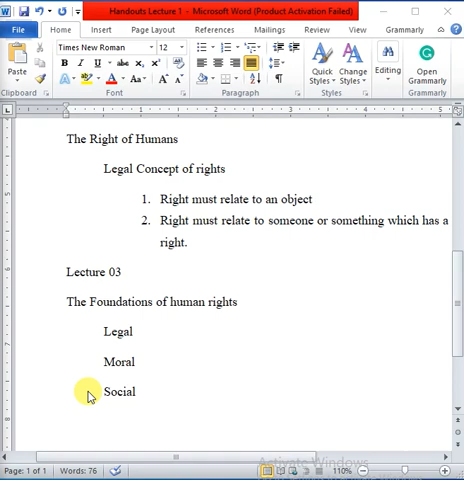 Handouts Lecture 1 - Microsoft Word (Product Activation Failed)
File Home Insert Page Layout References Mailings Review View Grammarly
Times New Roman 12
Paste
Quick Styles
Change Styles
Editing
Open Grammarly
Clipboard Font Paragraph Styles Grammarly
The Right of Humans
Legal Concept of rights
1. Right must relate to an object
2. Right must relate to someone or something which has a
right.
Lecture 03
The Foundations of human rights
Legal
Moral
Social
Activate Windows
Page: 1 of 1 Words: 76 110%